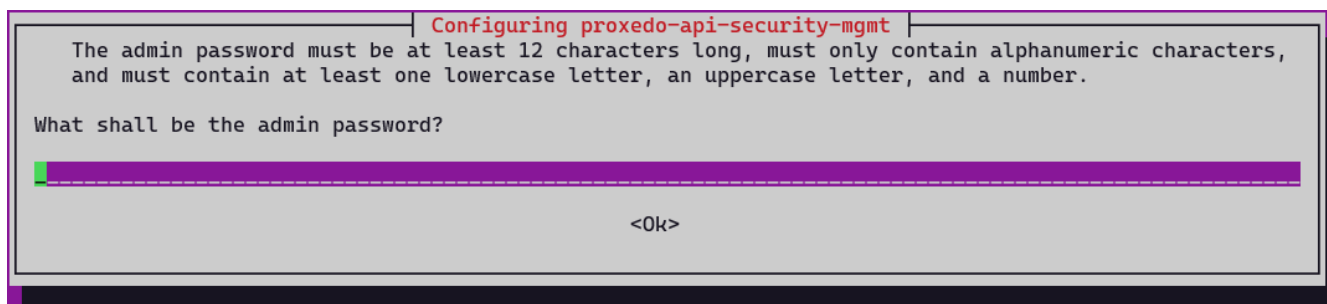 Configuring proxedo-api-security-mgmt
The admin password must be at least 12 characters long, must only contain alphanumeric characters,
and must contain at least one lowercase letter, an uppercase letter, and a number.
What shall be the admin password?
<Ok>